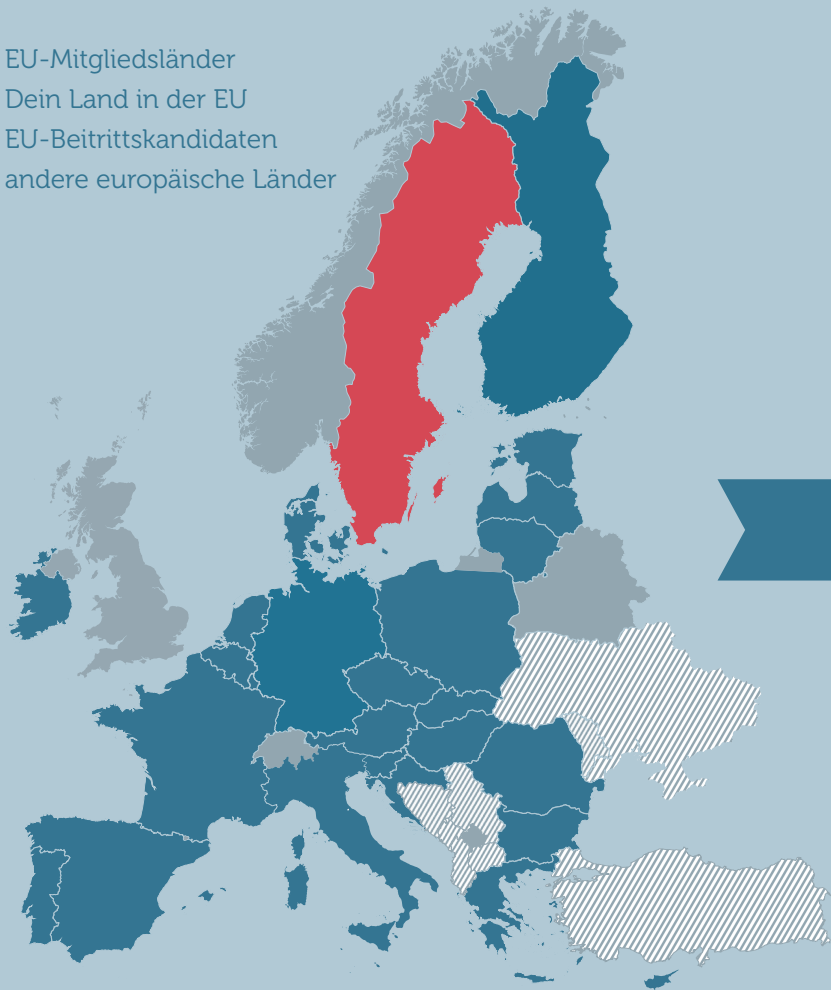 EU-Mitgliedsländer
Dein Land in der EU
EU-Beitrittskandidaten
andere europäische Länder